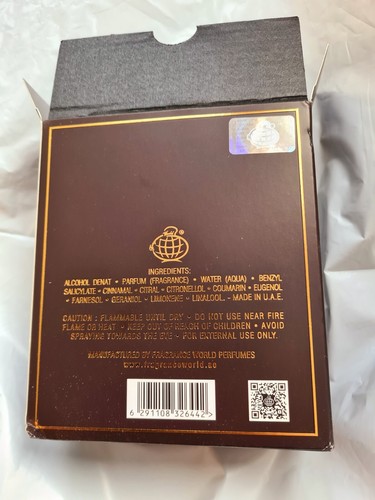 INGREDIENTS:
ALCOHOL DENAT • PARFUM (FRAGRANCE) • WATER (AQUA) • BENZYL
SALICYLATE • CINNAMAL • CITRAL • CITRONELLOL • COUMARIN • EUGENOL
• FARNESOL • GERANIOL • LIMONENE • LINALOOL. - MADE IN U.A.E.
CAUTION : FLAMMABLE UNTIL DRY - DO NOT USE NEAR FIRE
FLAME OR HEAT - KEEP OUT OF REACH OF CHILDREN • AVOID
SPRAYING TOWARDS THE EYE - FOR EXTERNAL USE ONLY.
MANUFACTURED BY FRAGRANCE WORLD PERFUMES
www.fragranceworld.ae
6 291108 326442 >